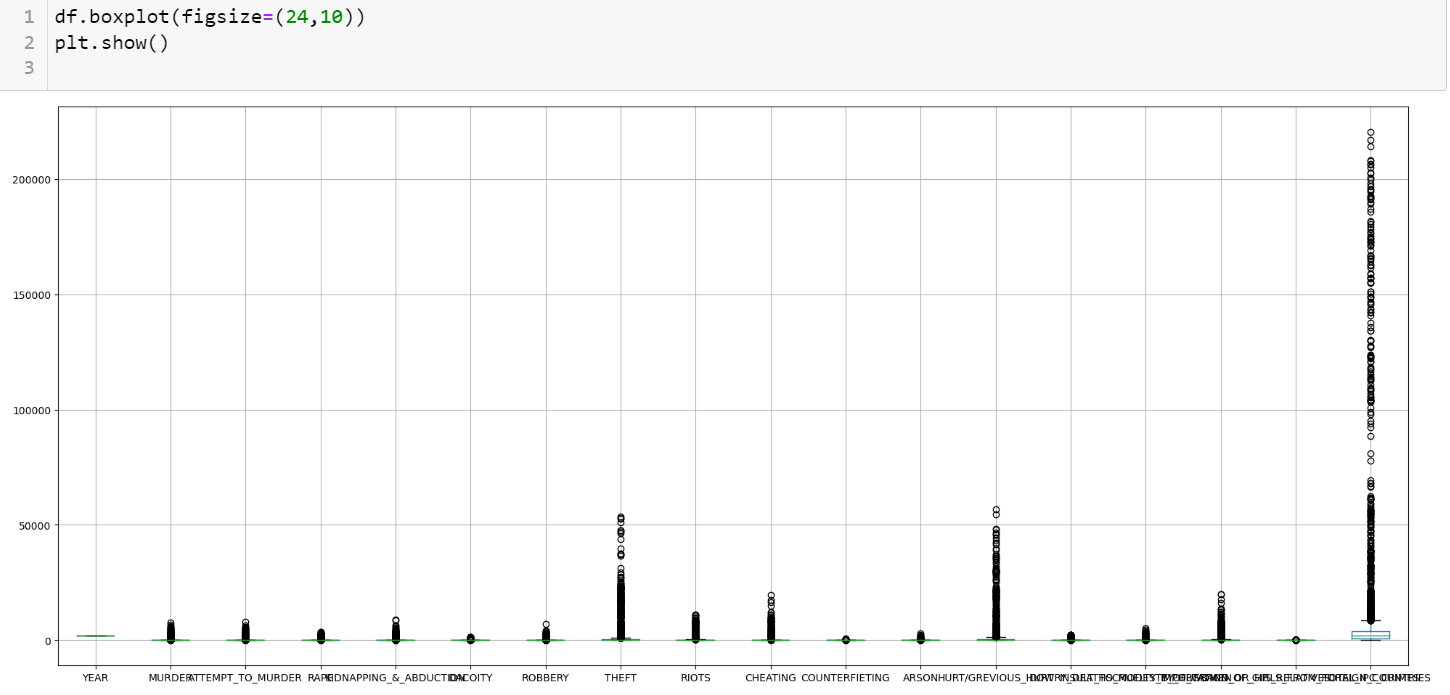 1 df.boxplot(figsize=(24,10))
2 plt.show()
3
200000
150000
100000
50000
0
YEAR MURDER ATTEMPT_TO_MURDER RAPE KIDNAPPING_&_ABDUCTION DACOITY ROBBERY THEFT RIOTS CHEATING COUNTERFIETING ARSON HURT/GREVIOUS_HURT